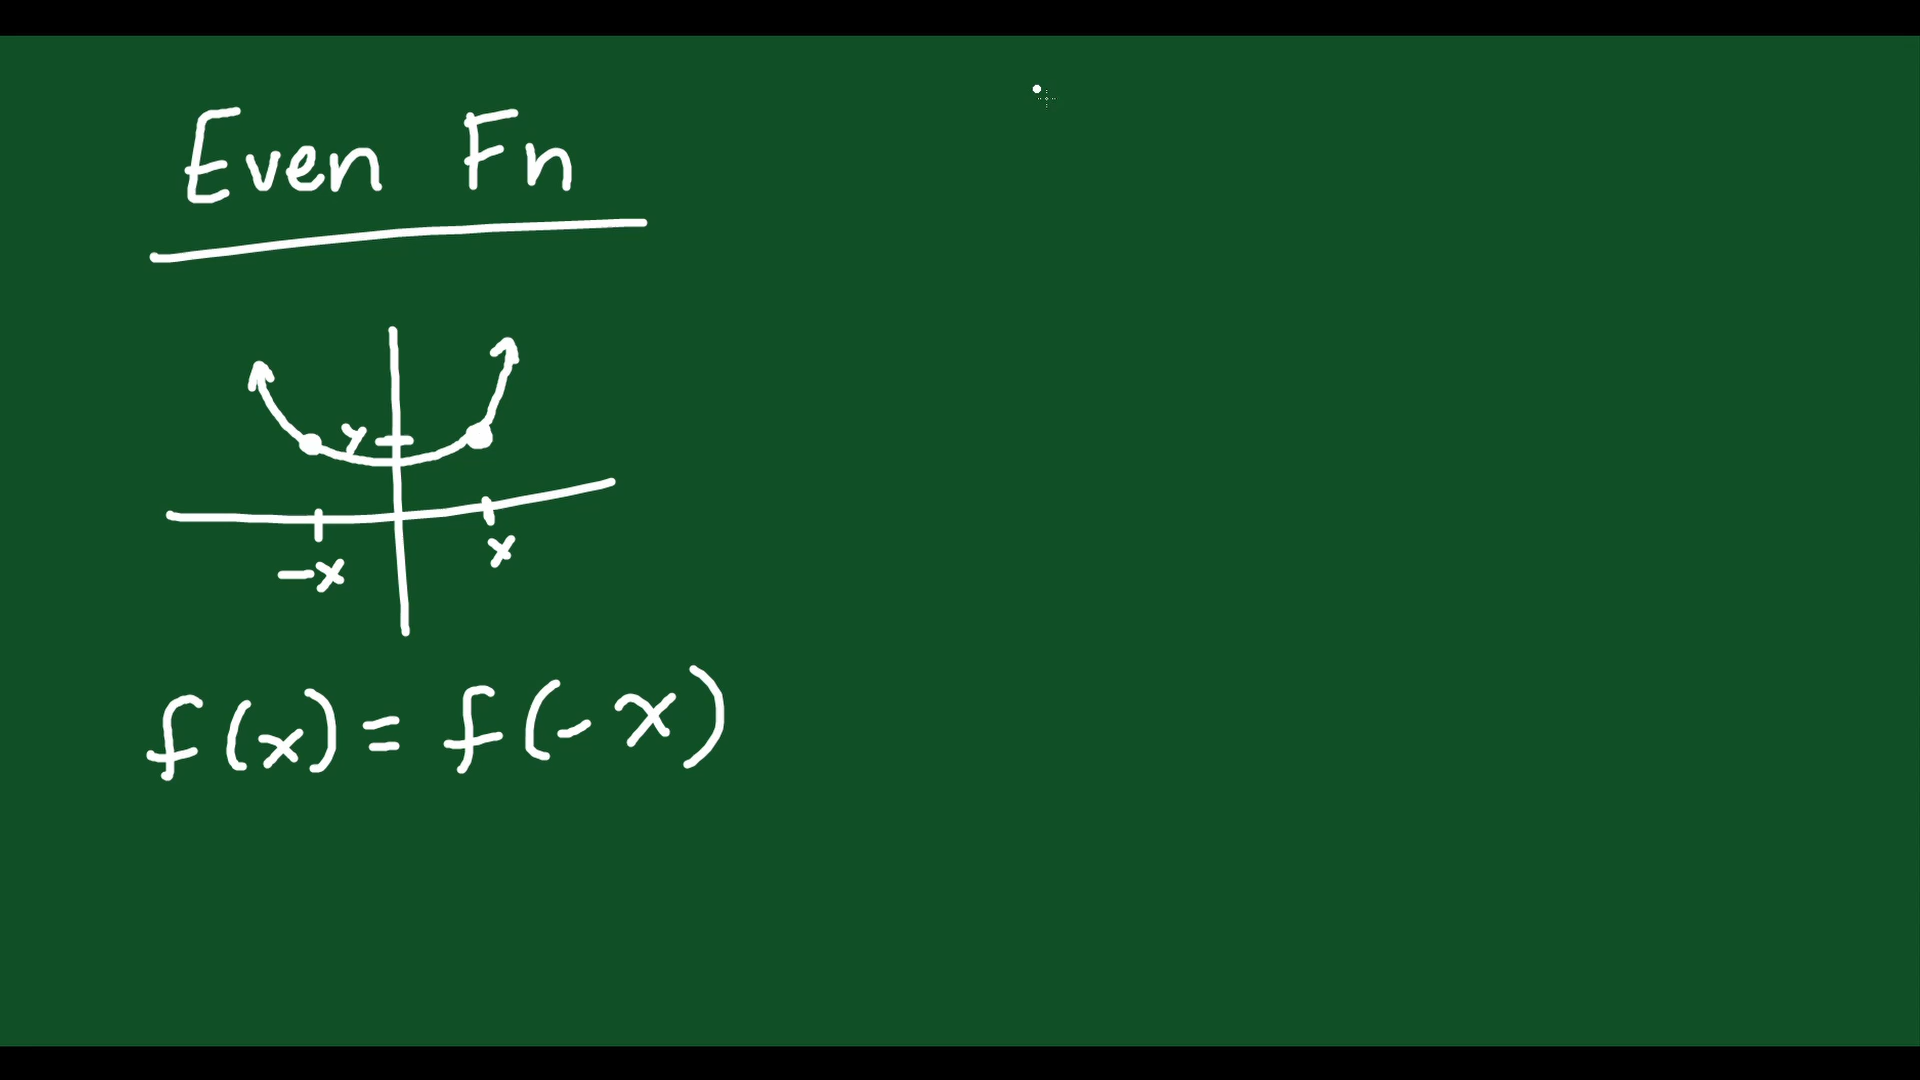 Even Fn
y
-x x
f(x) = f(-x)